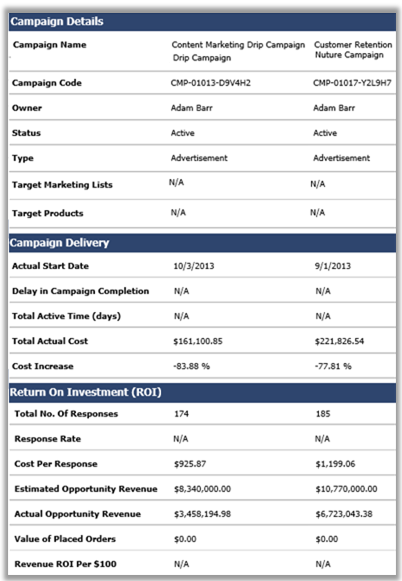 Campaign Details
Campaign Name Content Marketing Drip Campaign Customer Retention
Drip Campaign Nuture Campaign
Campaign Code CMP-01013-D9V4H2 CMP-01017-Y2L9H7
Owner Adam Barr Adam Barr
Status Active Active
Type Advertisement Advertisement
Target Marketing Lists N/A N/A
Target Products N/A N/A
Campaign Delivery
Actual Start Date 10/3/2013 9/1/2013
Delay in Campaign Completion N/A N/A
Total Active Time (days) N/A N/A
Total Actual Cost $161,100.85 $221,826.54
Cost Increase -83.88 % -77.81 %
Return On Investment (ROI)
Total No. Of Responses 174 185
Response Rate N/A N/A
Cost Per Response $925.87 $1,199.06
Estimated Opportunity Revenue $8,340,000.00 $10,770,000.00
Actual Opportunity Revenue $3,458,194.98 $6,723,043.38
Value of Placed Orders $0.00 $0.00
Revenue ROI Per $100 N/A N/A